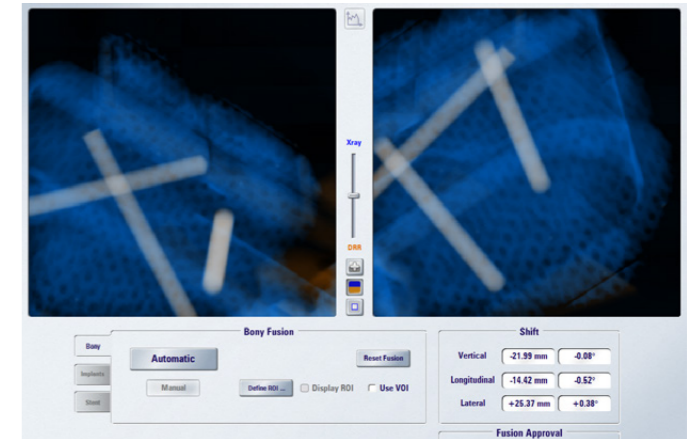 Xray
DRR
Bony Fusion
Bony
Implants
Stent
Automatic
Reset Fusion
Manual
Define ROI ...
Display ROI
Use VOI
Shift
Vertical -21.99 mm -0.08°
Longitudinal -14.42 mm -0.52°
Lateral +25.37 mm +0.38°
Fusion Approval